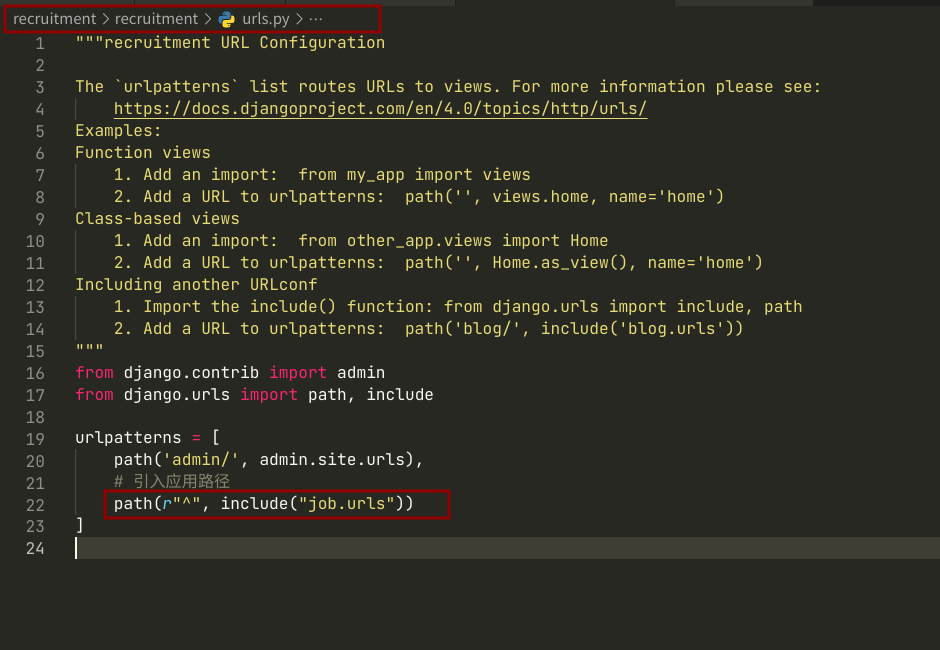 recruitment > recruitment > urls.py > ...
1 """recruitment URL Configuration
2
3 The `urlpatterns` list routes URLs to views. For more information please see:
4     https://docs.djangoproject.com/en/4.0/topics/http/urls/
5 Examples:
6 Function views
7     1. Add an import:  from my_app import views
8     2. Add a URL to urlpatterns:  path('', views.home, name='home')
9 Class-based views
10     1. Add an import:  from other_app.views import Home
11     2. Add a URL to urlpatterns:  path('', Home.as_view(), name='home')
12 Including another URLconf
13     1. Import the include() function: from django.urls import include, path
14     2. Add a URL to urlpatterns:  path('blog/', include('blog.urls'))
15 """
16 from django.contrib import admin
17 from django.urls import path, include
18
19 urlpatterns = [
20     path('admin/', admin.site.urls),
21     # 引入应用路径
22     path(r"^", include("job.urls"))
23 ]
24